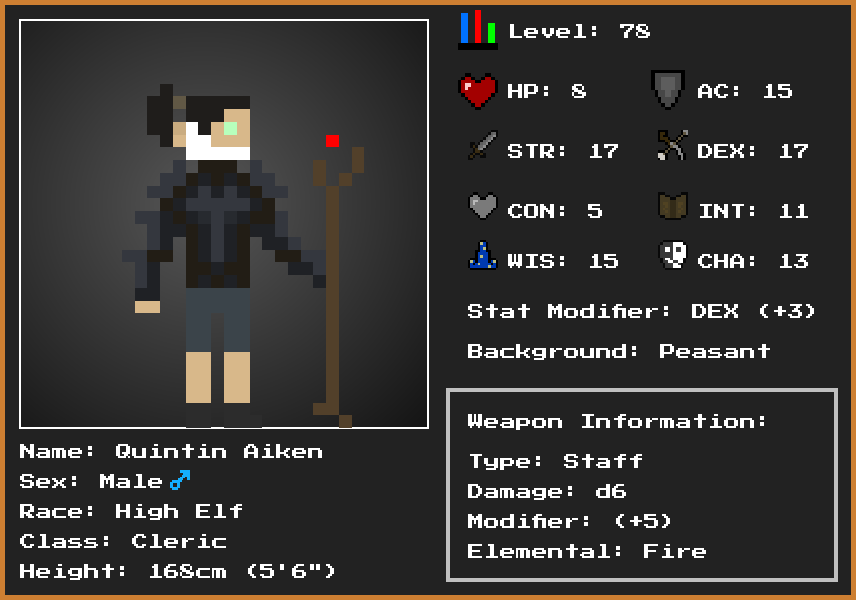 Level: 78
HP: 8
AC: 15
STR: 17
DEX: 17
CON: 5
INT: 11
WIS: 15
CHA: 13
Stat Modifier: DEX (+3)
Background: Peasant
Weapon Information:
Type: Staff
Damage: d6
Modifier: (+5)
Elemental: Fire
Name: Quintin Aiken
Sex: Male♂
Race: High Elf
Class: Cleric
Height: 168cm (5'6")